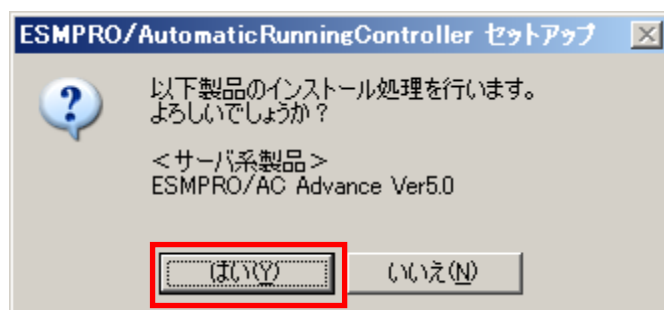 ESMPRO/AutomaticRunningController セットアップ
以下製品のインストール処理を行います。
よろしいでしょうか?
<サーバ系製品>
ESMPRO/AC Advance Ver5.0
はい(Y)
いいえ(N)